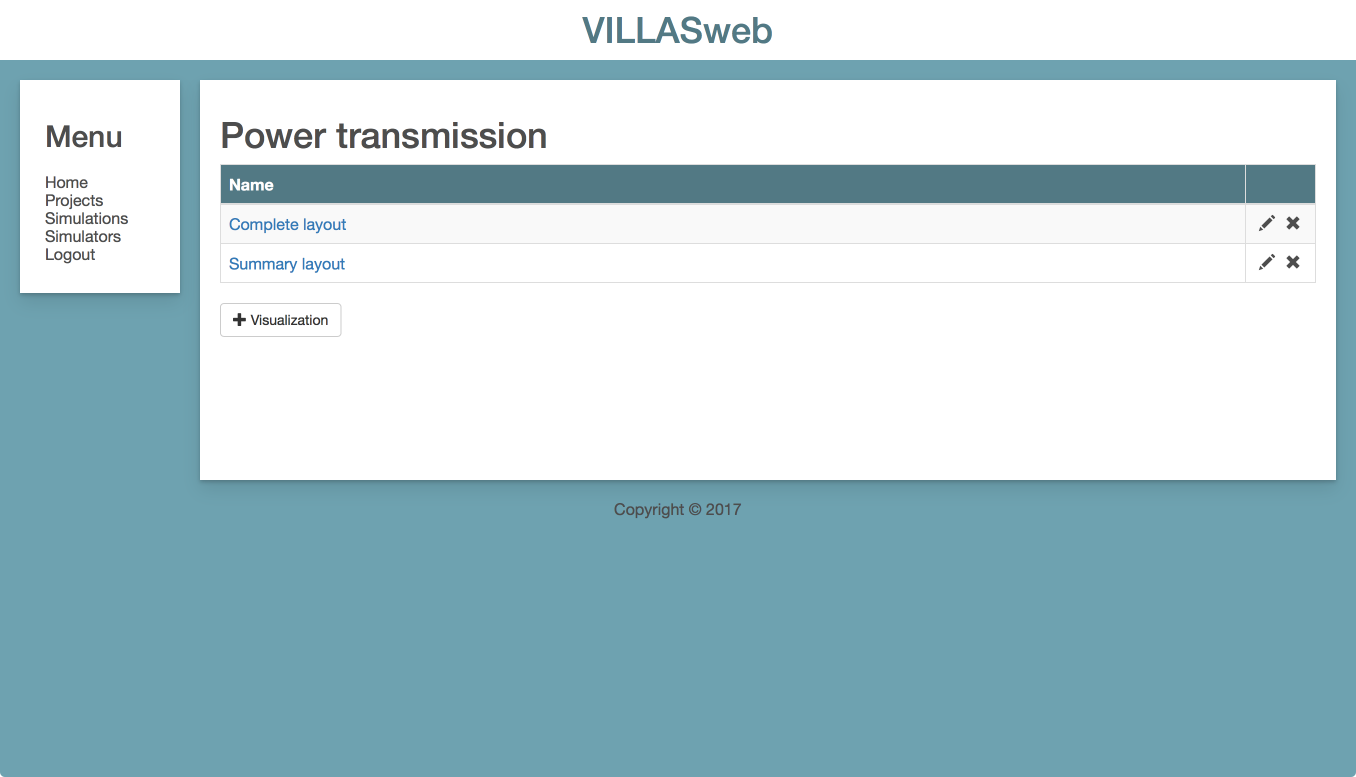 VILLASweb
Menu
Home
Projects
Simulations
Simulators
Logout
Power transmission
Name
Complete layout
Summary layout
Visualization
Copyright © 2017